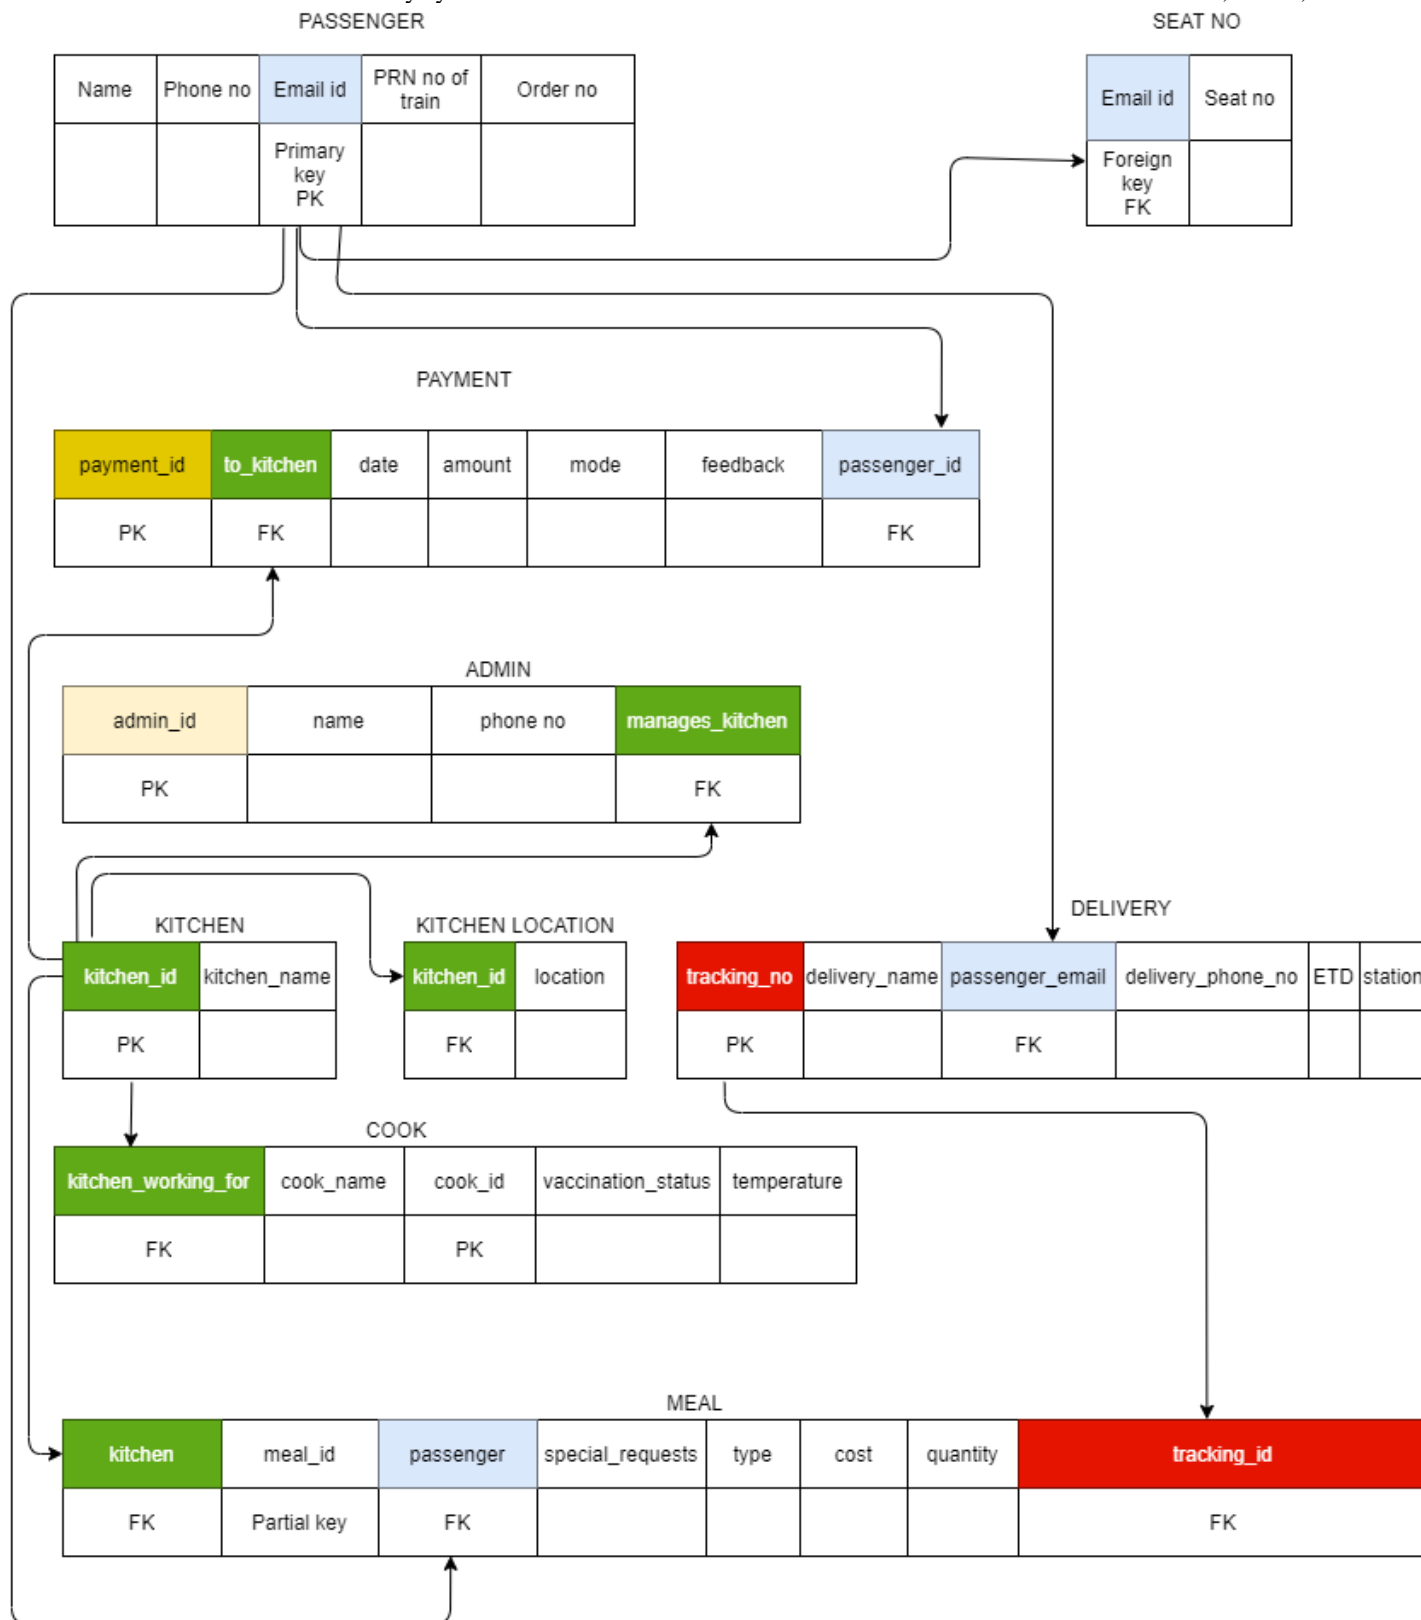 PASSENGER
SEAT NO
Name Phone no Email id PRN no of train Order no
Primary key PK
Email id Seat no
Foreign key FK
PAYMENT
payment_id to_kitchen date amount mode feedback passenger_id
PK FK FK
ADMIN
admin_id name phone no manages_kitchen
PK FK
KITCHEN
kitchen_id kitchen_name
PK
KITCHEN LOCATION
kitchen_id location
FK
DELIVERY
tracking_no delivery_name passenger_email delivery_phone_no ETD station
PK FK
COOK
kitchen_working_for cook_name cook_id vaccination_status temperature
FK PK
MEAL
kitchen meal_id passenger special_requests type cost quantity tracking_id
FK Partial key FK FK